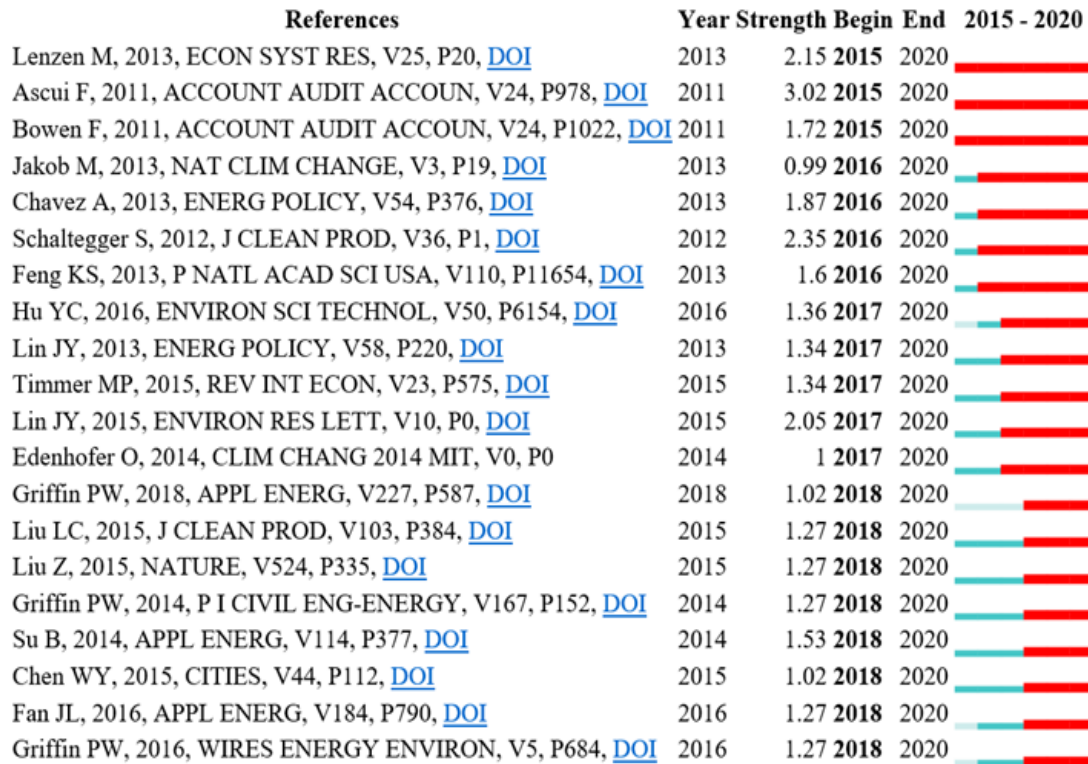 References Year Strength Begin End 2015 - 2020
Lenzen M, 2013, ECON SYST RES, V25, P20, DOI 2013 2.15 2015 2020
Ascui F, 2011, ACCOUNT AUDIT ACCOUN, V24, P978, DOI 2011 3.02 2015 2020
Bowen F, 2011, ACCOUNT AUDIT ACCOUN, V24, P1022, DOI 2011 1.72 2015 2020
Jakob M, 2013, NAT CLIM CHANGE, V3, P19, DOI 2013 0.99 2016 2020
Chavez A, 2013, ENERG POLICY, V54, P376, DOI 2013 1.87 2016 2020
Schaltegger S, 2012, J CLEAN PROD, V36, P1, DOI 2012 2.35 2016 2020
Feng KS, 2013, P NATL ACAD SCI USA, V110, P11654, DOI 2013 1.6 2016 2020
Hu YC, 2016, ENVIRON SCI TECHNOL, V50, P6154, DOI 2016 1.36 2017 2020
Lin JY, 2013, ENERG POLICY, V58, P220, DOI 2013 1.34 2017 2020
Timmer MP, 2015, REV INT ECON, V23, P575, DOI 2015 1.34 2017 2020
Lin JY, 2015, ENVIRON RES LETT, V10, P0, DOI 2015 2.05 2017 2020
Edenhofer O, 2014, CLIM CHANG 2014 MIT, V0, P0 2014 1 2017 2020
Griffin PW, 2018, APPL ENERG, V227, P587, DOI 2018 1.02 2018 2020
Liu LC, 2015, J CLEAN PROD, V103, P384, DOI 2015 1.27 2018 2020
Liu Z, 2015, NATURE, V524, P335, DOI 2015 1.27 2018 2020
Griffin PW, 2014, P I CIVIL ENG-ENERGY, V167, P152, DOI 2014 1.27 2018 2020
Su B, 2014, APPL ENERG, V114, P377, DOI 2014 1.53 2018 2020
Chen WY, 2015, CITIES, V44, P112, DOI 2015 1.02 2018 2020
Fan JL, 2016, APPL ENERG, V184, P790, DOI 2016 1.27 2018 2020
Griffin PW, 2016, WIRES ENERGY ENVIRON, V5, P684, DOI 2016 1.27 2018 2020